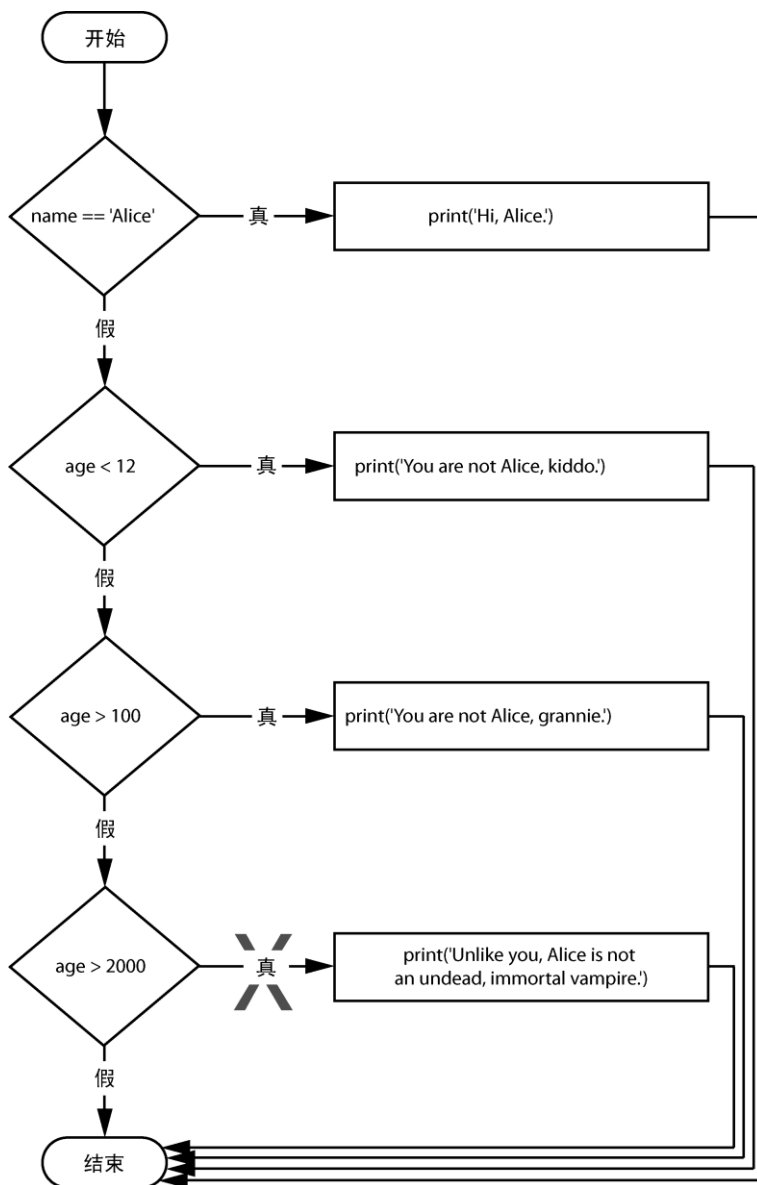 开始
name == 'Alice'
真
print('Hi, Alice.')
假
age < 12
真
print('You are not Alice, kiddo.')
假
age > 100
真
print('You are not Alice, grannie.')
假
age > 2000
真
print('Unlike you, Alice is not
an undead, immortal vampire.')
假
结束